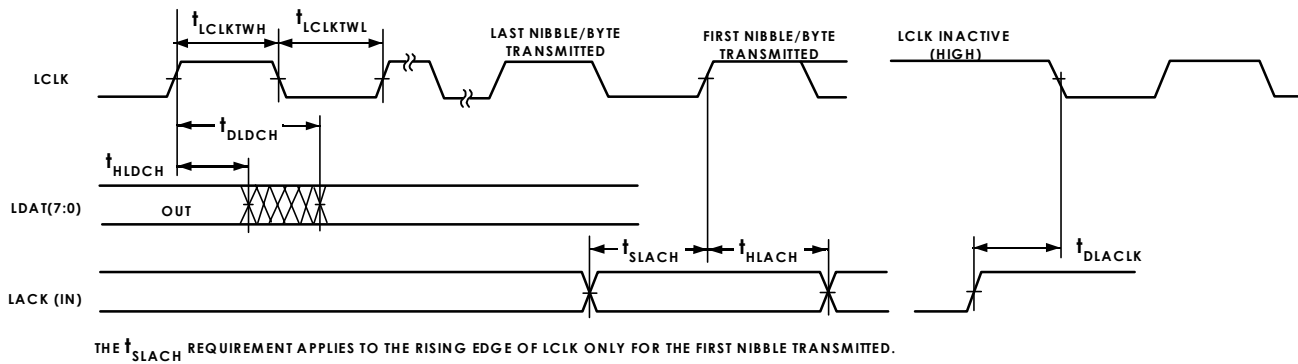 tLCLKTWH
tLCLKTWL
LAST NIBBLE/BYTE
TRANSMITTED
FIRST NIBBLE/BYTE
TRANSMITTED
LCLK INACTIVE
(HIGH)
LCLK
tDLDCH
tHLDCH
LDAT(7:0)
OUT
tSLACH
tHLACH
tDLACLK
LACK (IN)
THE tSLACH REQUIREMENT APPLIES TO THE RISING EDGE OF LCLK ONLY FOR THE FIRST NIBBLE TRANSMITTED.